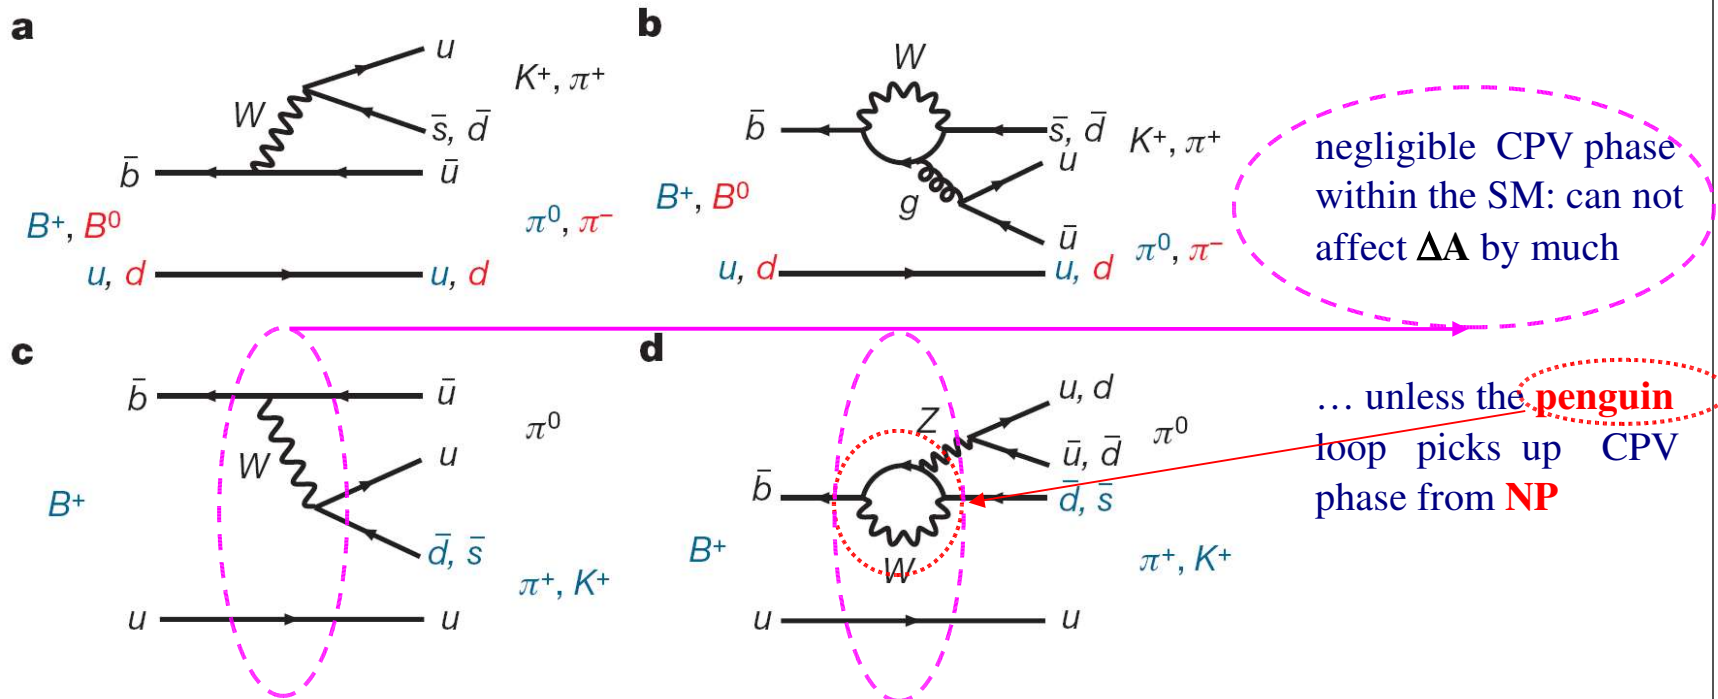 a
u
W
K⁺, π⁺
s̄, d̄
b̄
ū
B⁺, B⁰
π⁰, π⁻
u, d
u, d
b
W
b̄
s̄, d̄
K⁺, π⁺
u
g
B⁺, B⁰
ū
π⁰, π⁻
u, d
u, d
negligible CPV phase
within the SM: can not
affect ΔA by much
c
b̄
ū
π⁰
W
u
B⁺
d̄, s̄
π⁺, K⁺
u
u
d
u, d
Z
π⁰
ū, d̄
b̄
d̄, s̄
B⁺
W
π⁺, K⁺
u
u
… unless the penguin
loop picks up CPV
phase from NP